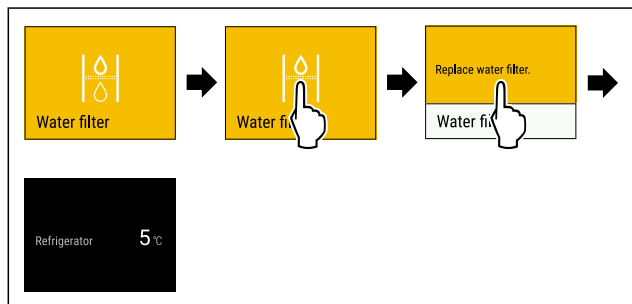 Water filter
Water fi
Replace water filter.
Water fi
Refrigerator 5 °C